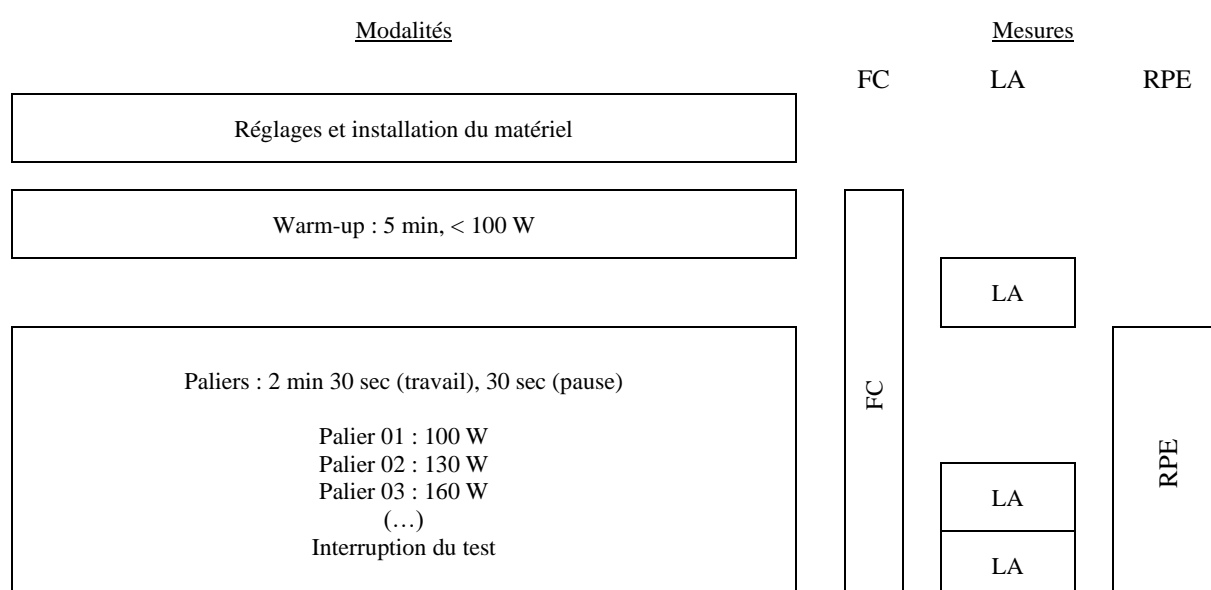 Modalités
Mesures
FC LA RPE
Réglages et installation du matériel
Warm-up : 5 min, < 100 W
LA
Paliers : 2 min 30 sec (travail), 30 sec (pause)
FC
Palier 01 : 100 W
Palier 02 : 130 W
RPE
Palier 03 : 160 W
LA
(…)
Interruption du test
LA